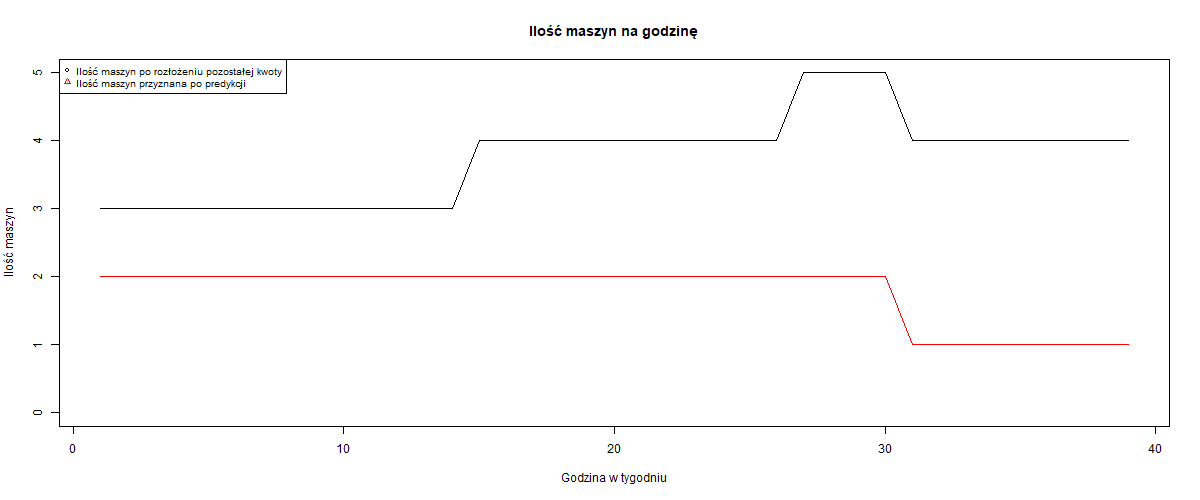 Ilość maszyn na godzinę
Ilość maszyn po rozłożeniu pozostałej kwoty
Ilość maszyn przyznana po predykcji
Ilość maszyn
5
4
3
2
1
0
0 10 20 30 40
Godzina w tygodniu